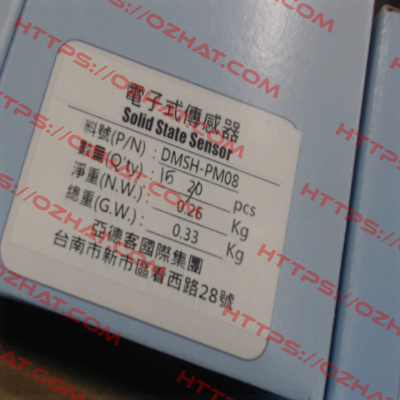 電子式傳感器
Solid State Sensor
料號(P/N) DMSH-PM08
數量(Q'ty) 15 20 pcs
淨重(N.W.) 0.26 Kg
總重(G.W.) 0.33 Kg
亞德客國際集團
台南市新市區看西路28號
HTTPS://OZHAT.COM
HTTPS://OZHAT.COM
HTTPS://OZHAT.COM
HTTPS://OZHAT.COM